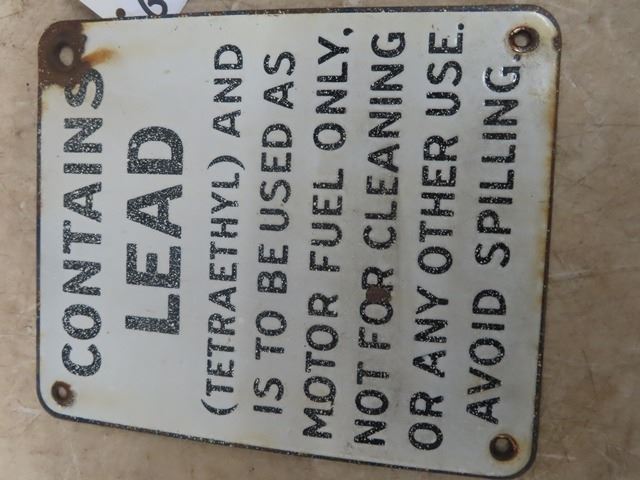 CONTAINS
LEAD
(TETRAETHYL) AND
IS TO BE USED AS
MOTOR FUEL ONLY,
NOT FOR CLEANING
OR ANY OTHER USE.
AVOID SPILLING.